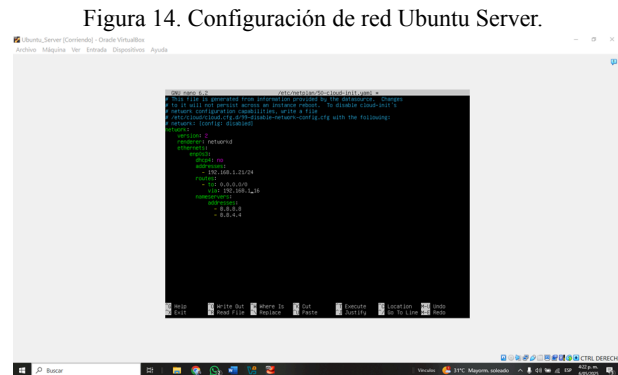 Figura 14. Configuración de red Ubuntu Server.
Ubuntu_Server [Corriendo] - Oracle VirtualBox
Archivo Máquina Ver Entrada Dispositivos Ayuda
GNU nano 6.2 /etc/netplan/50-cloud-init.yaml *
# This file is generated from information provided by the datasource. Changes
# to it will not persist across an instance reboot. To disable cloud-init's
# network configuration capabilities, write a file
# /etc/cloud/cloud.cfg.d/99-disable-network-config.cfg with the following:
# network: {config: disabled}
network:
version: 2
renderer: networkd
ethernets:
enp0s3:
dhcp4: no
addresses:
- 192.168.1.21/24
routes:
- to: 0.0.0.0/0
via: 192.168.1.16
nameservers:
addresses:
- 8.8.8.8
- 8.8.4.4
^G Help ^O Write Out ^W Where Is ^K Cut ^T Execute ^C Location M-U Undo
^X Exit ^R Read File ^\ Replace ^U Paste ^J Justify ^/ Go To Line M-E Redo
CTRL DERECH
Buscar
Vínculos 31°C Mayorm. soleado ESP 4:22 p. m.